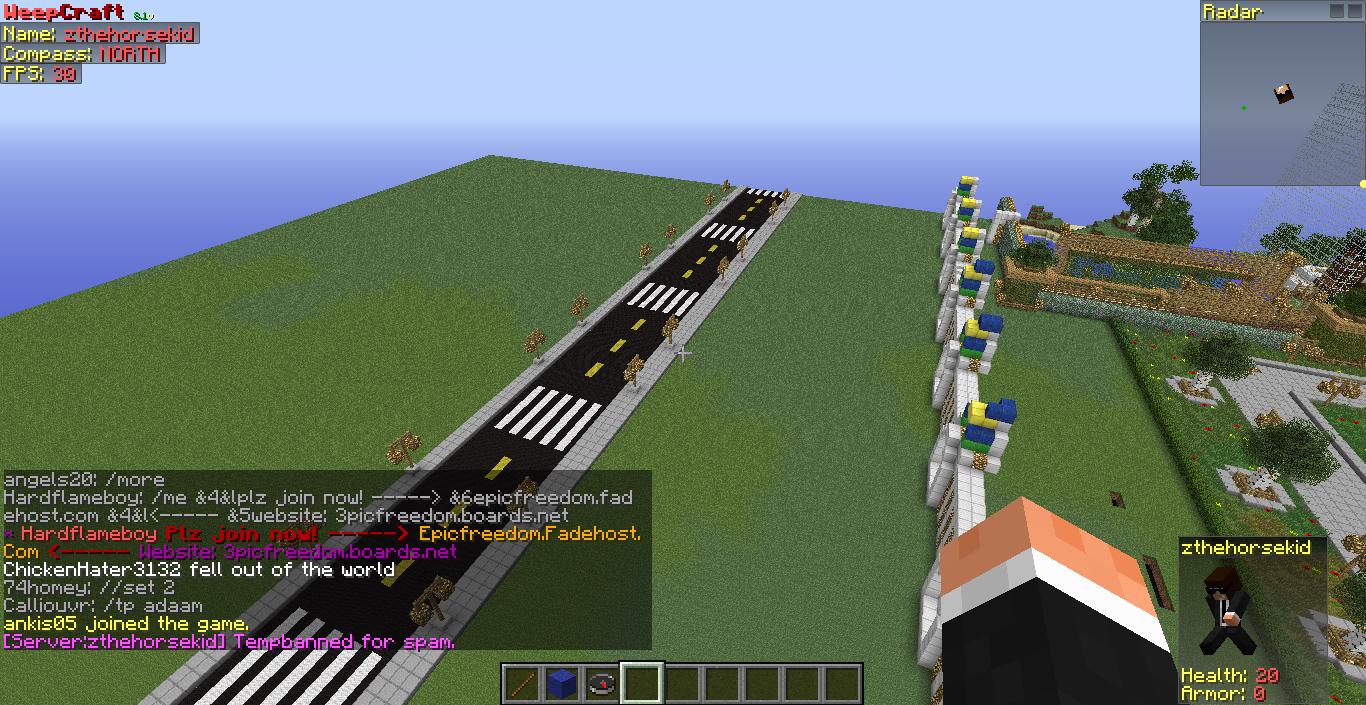 WeepCraft 8.1v
Name: zthehorsekid
Compass: NORTH
FPS: 30
Radar
angels20: /more
Hardflameboy: /me &4&lplz join now! -----> &6epicfreedom.fad
ehost.com &4&l<----- &5website: 3picfreedom.boards.net
* Hardflameboy Plz join now! -----> Epicfreedom.Fadehost.
Com <----- Website: 3picfreedom.boards.net
ChickenHater3132 fell out of the world
74homey: //set 2
Calliouvr: /tp adaam
ankis05 joined the game.
[Server:zthehorsekid] Tempbanned for spam.
zthehorsekid
Health: 20
Armor: 0